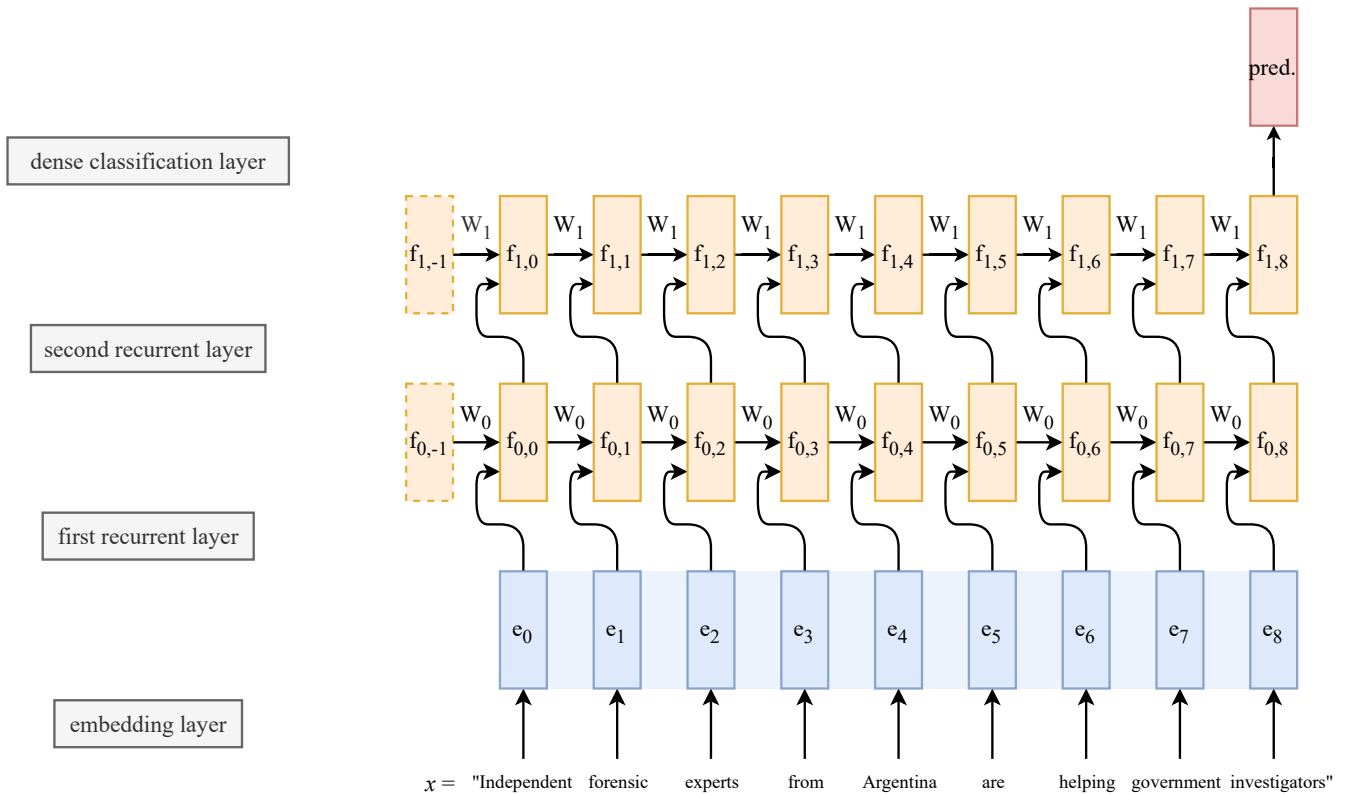 pred.
dense classification layer
W1 W1 W1 W1 W1 W1 W1 W1 W1
f1,-1 f1,0 f1,1 f1,2 f1,3 f1,4 f1,5 f1,6 f1,7 f1,8
second recurrent layer
W0 W0 W0 W0 W0 W0 W0 W0 W0
f0,-1 f0,0 f0,1 f0,2 f0,3 f0,4 f0,5 f0,6 f0,7 f0,8
first recurrent layer
e0 e1 e2 e3 e4 e5 e6 e7 e8
embedding layer
x = "Independent forensic experts from Argentina are helping government investigators"